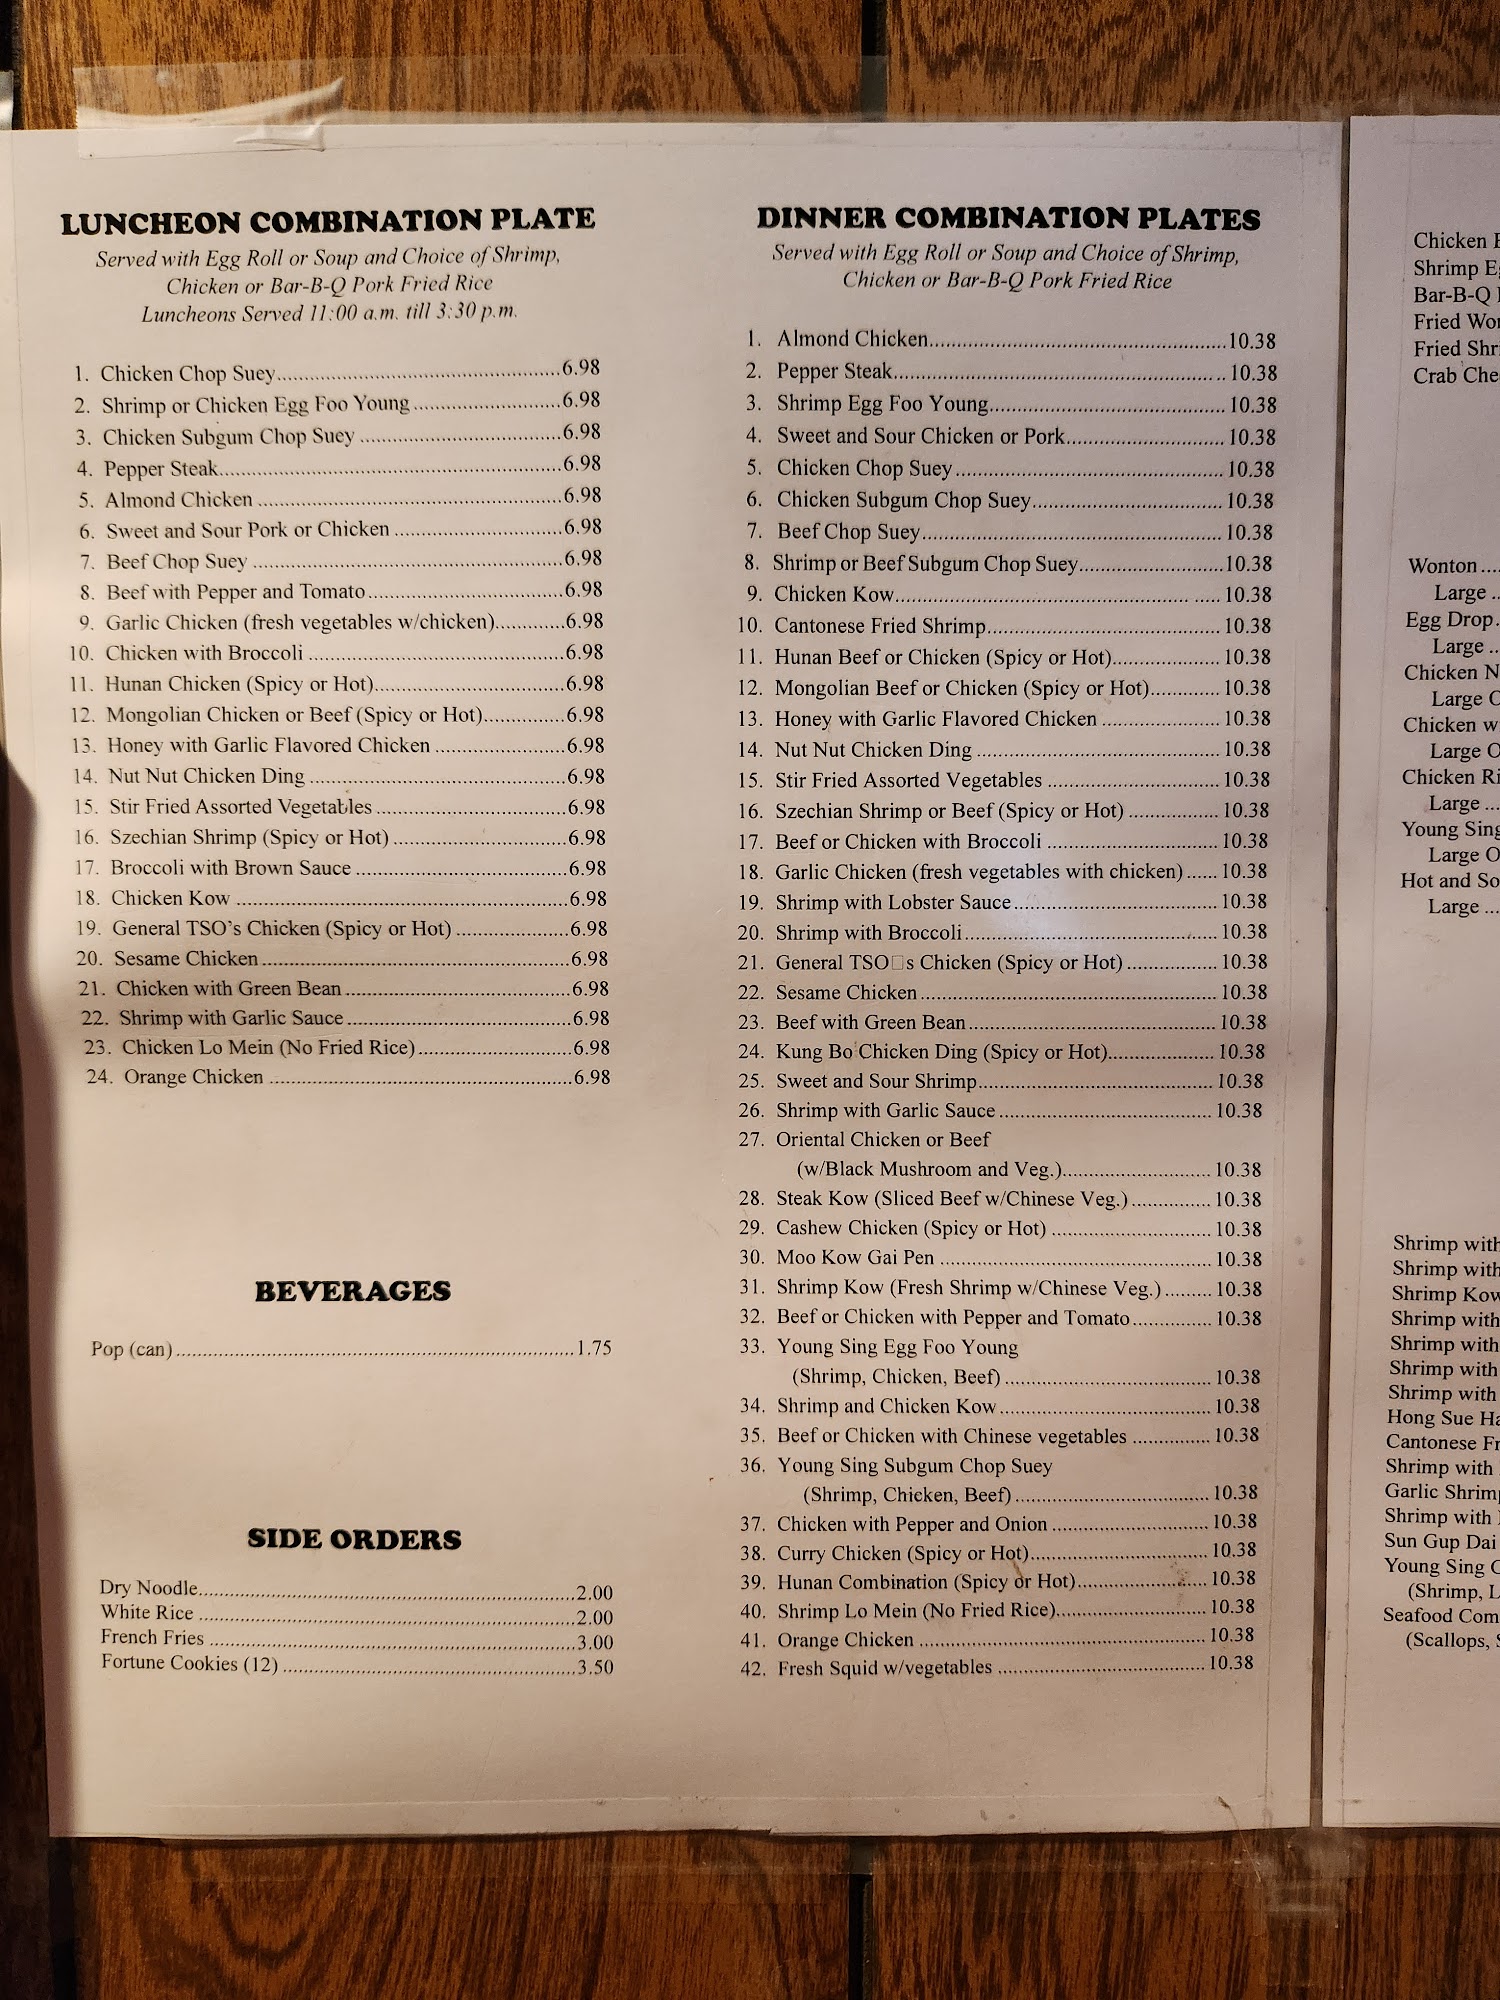 LUNCHEON COMBINATION PLATE
Served with Egg Roll or Soup and Choice of Shrimp,
Chicken or Bar-B-Q Pork Fried Rice
Luncheons Served 11:00 a.m. till 3:30 p.m.
1. Chicken Chop Suey 6.98
2. Shrimp or Chicken Egg Foo Young 6.98
3. Chicken Subgum Chop Suey 6.98
4. Pepper Steak 6.98
5. Almond Chicken 6.98
6. Sweet and Sour Pork or Chicken 6.98
7. Beef Chop Suey 6.98
8. Beef with Pepper and Tomato 6.98
9. Garlic Chicken (fresh vegetables w/chicken) 6.98
10. Chicken with Broccoli 6.98
11. Hunan Chicken (Spicy or Hot) 6.98
12. Mongolian Chicken or Beef (Spicy or Hot) 6.98
13. Honey with Garlic Flavored Chicken 6.98
14. Nut Nut Chicken Ding 6.98
15. Stir Fried Assorted Vegetables 6.98
16. Szechian Shrimp (Spicy or Hot) 6.98
17. Broccoli with Brown Sauce 6.98
18. Chicken Kow 6.98
19. General TSO's Chicken (Spicy or Hot) 6.98
20. Sesame Chicken 6.98
21. Chicken with Green Bean 6.98
22. Shrimp with Garlic Sauce 6.98
23. Chicken Lo Mein (No Fried Rice) 6.98
24. Orange Chicken 6.98
BEVERAGES
Pop (can) 1.75
SIDE ORDERS
Dry Noodle 2.00
White Rice 2.00
French Fries 3.00
Fortune Cookies (12) 3.50
DINNER COMBINATION PLATES
Served with Egg Roll or Soup and Choice of Shrimp,
Chicken or Bar-B-Q Pork Fried Rice
1. Almond Chicken 10.38
2. Pepper Steak 10.38
3. Shrimp Egg Foo Young 10.38
4. Sweet and Sour Chicken or Pork 10.38
5. Chicken Chop Suey 10.38
6. Chicken Subgum Chop Suey 10.38
7. Beef Chop Suey 10.38
8. Shrimp or Beef Subgum Chop Suey 10.38
9. Chicken Kow 10.38
10. Cantonese Fried Shrimp 10.38
11. Hunan Beef or Chicken (Spicy or Hot) 10.38
12. Mongolian Beef or Chicken (Spicy or Hot) 10.38
13. Honey with Garlic Flavored Chicken 10.38
14. Nut Nut Chicken Ding 10.38
15. Stir Fried Assorted Vegetables 10.38
16. Szechian Shrimp or Beef (Spicy or Hot) 10.38
17. Beef or Chicken with Broccoli 10.38
18. Garlic Chicken (fresh vegetables with chicken) 10.38
19. Shrimp with Lobster Sauce 10.38
20. Shrimp with Broccoli 10.38
21. General TSO□s Chicken (Spicy or Hot) 10.38
22. Sesame Chicken 10.38
23. Beef with Green Bean 10.38
24. Kung Bo Chicken Ding (Spicy or Hot) 10.38
25. Sweet and Sour Shrimp 10.38
26. Shrimp with Garlic Sauce 10.38
27. Oriental Chicken or Beef
(w/Black Mushroom and Veg.) 10.38
28. Steak Kow (Sliced Beef w/Chinese Veg.) 10.38
29. Cashew Chicken (Spicy or Hot) 10.38
30. Moo Kow Gai Pen 10.38
31. Shrimp Kow (Fresh Shrimp w/Chinese Veg.) 10.38
32. Beef or Chicken with Pepper and Tomato 10.38
33. Young Sing Egg Foo Young
(Shrimp, Chicken, Beef) 10.38
34. Shrimp and Chicken Kow 10.38
35. Beef or Chicken with Chinese vegetables 10.38
36. Young Sing Subgum Chop Suey
(Shrimp, Chicken, Beef) 10.38
37. Chicken with Pepper and Onion 10.38
38. Curry Chicken (Spicy or Hot) 10.38
39. Hunan Combination (Spicy or Hot) 10.38
40. Shrimp Lo Mein (No Fried Rice) 10.38
41. Orange Chicken 10.38
42. Fresh Squid w/vegetables 10.38
Chicken
Shrimp
Bar-B-Q
Fried
Fried
Crab
Wonton
Large
Egg Drop
Large
Chicken
Large
Chicken
Large
Chicken
Large
Young Sing
Large
Hot and
Large
Shrimp with
Shrimp with
Shrimp Kow
Shrimp with
Shrimp with
Shrimp with
Shrimp with
Hong Sue
Cantonese
Shrimp with
Garlic
Shrimp with
Sun Gup Dai
Young Sing
(Shrimp,
Seafood
(Scallops,